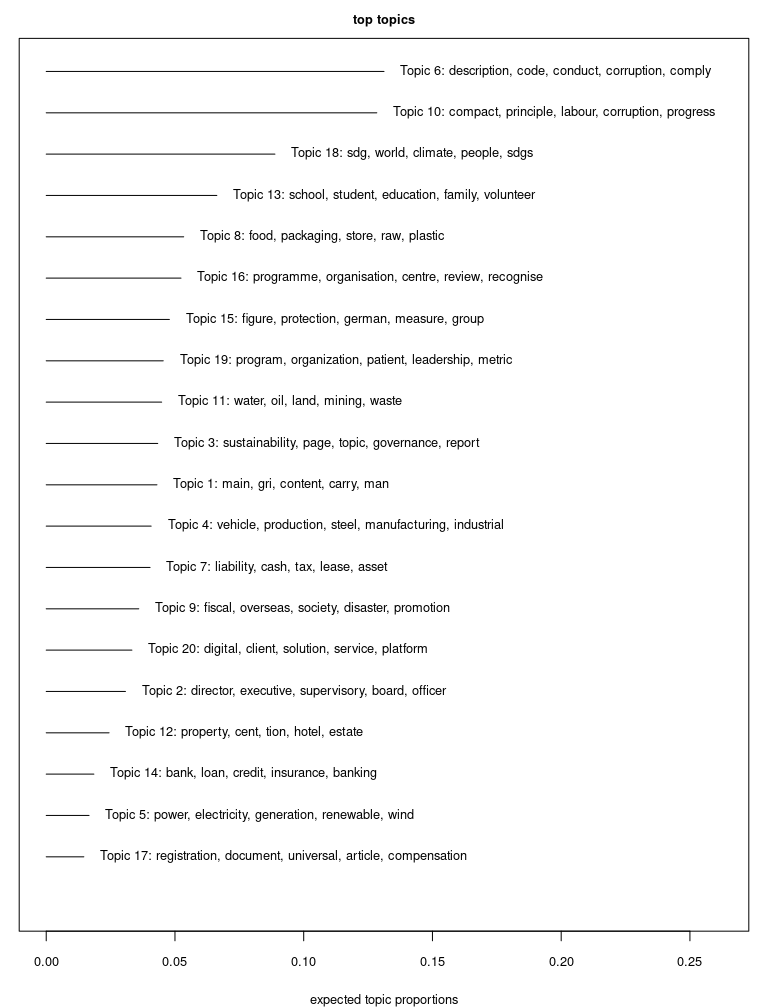 top topics
Topic 6: description, code, conduct, corruption, comply
Topic 10: compact, principle, labour, corruption, progress
Topic 18: sdg, world, climate, people, sdgs
Topic 13: school, student, education, family, volunteer
Topic 8: food, packaging, store, raw, plastic
Topic 16: programme, organisation, centre, review, recognise
Topic 15: figure, protection, german, measure, group
Topic 19: program, organization, patient, leadership, metric
Topic 11: water, oil, land, mining, waste
Topic 3: sustainability, page, topic, governance, report
Topic 1: main, gri, content, carry, man
Topic 4: vehicle, production, steel, manufacturing, industrial
Topic 7: liability, cash, tax, lease, asset
Topic 9: fiscal, overseas, society, disaster, promotion
Topic 20: digital, client, solution, service, platform
Topic 2: director, executive, supervisory, board, officer
Topic 12: property, cent, tion, hotel, estate
Topic 14: bank, loan, credit, insurance, banking
Topic 5: power, electricity, generation, renewable, wind
Topic 17: registration, document, universal, article, compensation
0.00 0.05 0.10 0.15 0.20 0.25
expected topic proportions